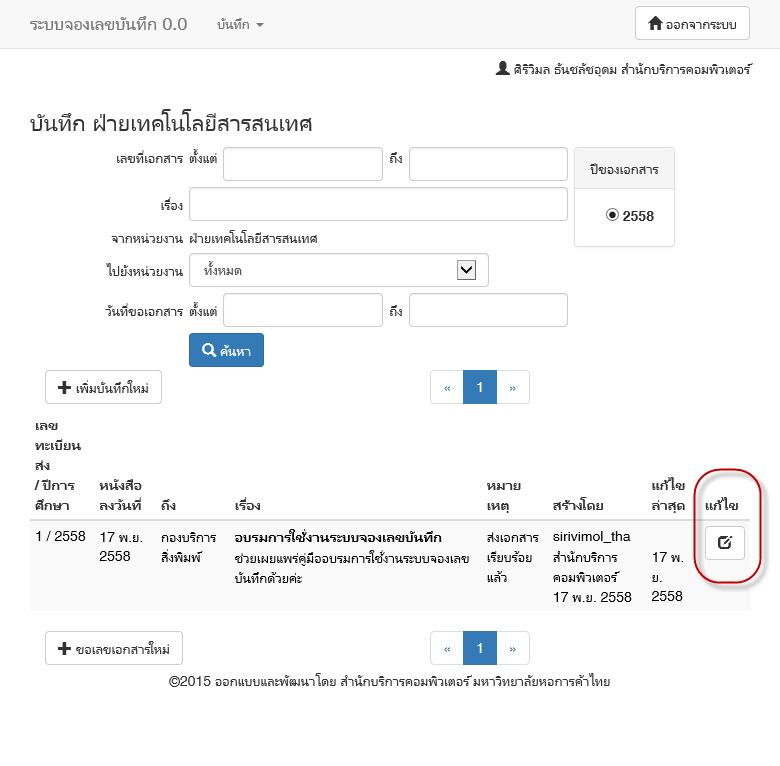 ระบบจองเลขบันทึก 0.0 บันทึก ออกจากระบบ
ศิริวิมล ธันชลัชอุดม สำนักบริการคอมพิวเตอร์
บันทึก ฝ่ายเทคโนโลยีสารสนเทศ
เลขที่เอกสาร ตั้งแต่ ถึง ปีของเอกสาร
เรื่อง 2558
จากหน่วยงาน ฝ่ายเทคโนโลยีสารสนเทศ
ไปยังหน่วยงาน ทั้งหมด
วันที่ขอเอกสาร ตั้งแต่ ถึง
ค้นหา
เพิ่มบันทึกใหม่ « 1 »
เลข
ทะเบียน
ส่ง
/ ปีการ หนังสือ หมาย แก้ไข
ศึกษา ลงวันที่ ถึง เรื่อง เหตุ สร้างโดย ล่าสุด แก้ไข
1 / 2558 17 พ.ย. กองบริการ อบรมการใช้งานระบบจองเลขบันทึก ส่งเอกสาร sirivimol_tha
2558 สิ่งพิมพ์ ช่วยเผยแพร่คู่มืออบรมการใช้งานระบบจองเลข เรียบร้อย สำนักบริการ 17 พ.
บันทึกด้วยค่ะ แล้ว คอมพิวเตอร์ ย.
17 พ.ย. 2558 2558
ขอเลขเอกสารใหม่ « 1 »
©2015 ออกแบบและพัฒนาโดย สำนักบริการคอมพิวเตอร์ มหาวิทยาลัยหอการค้าไทย